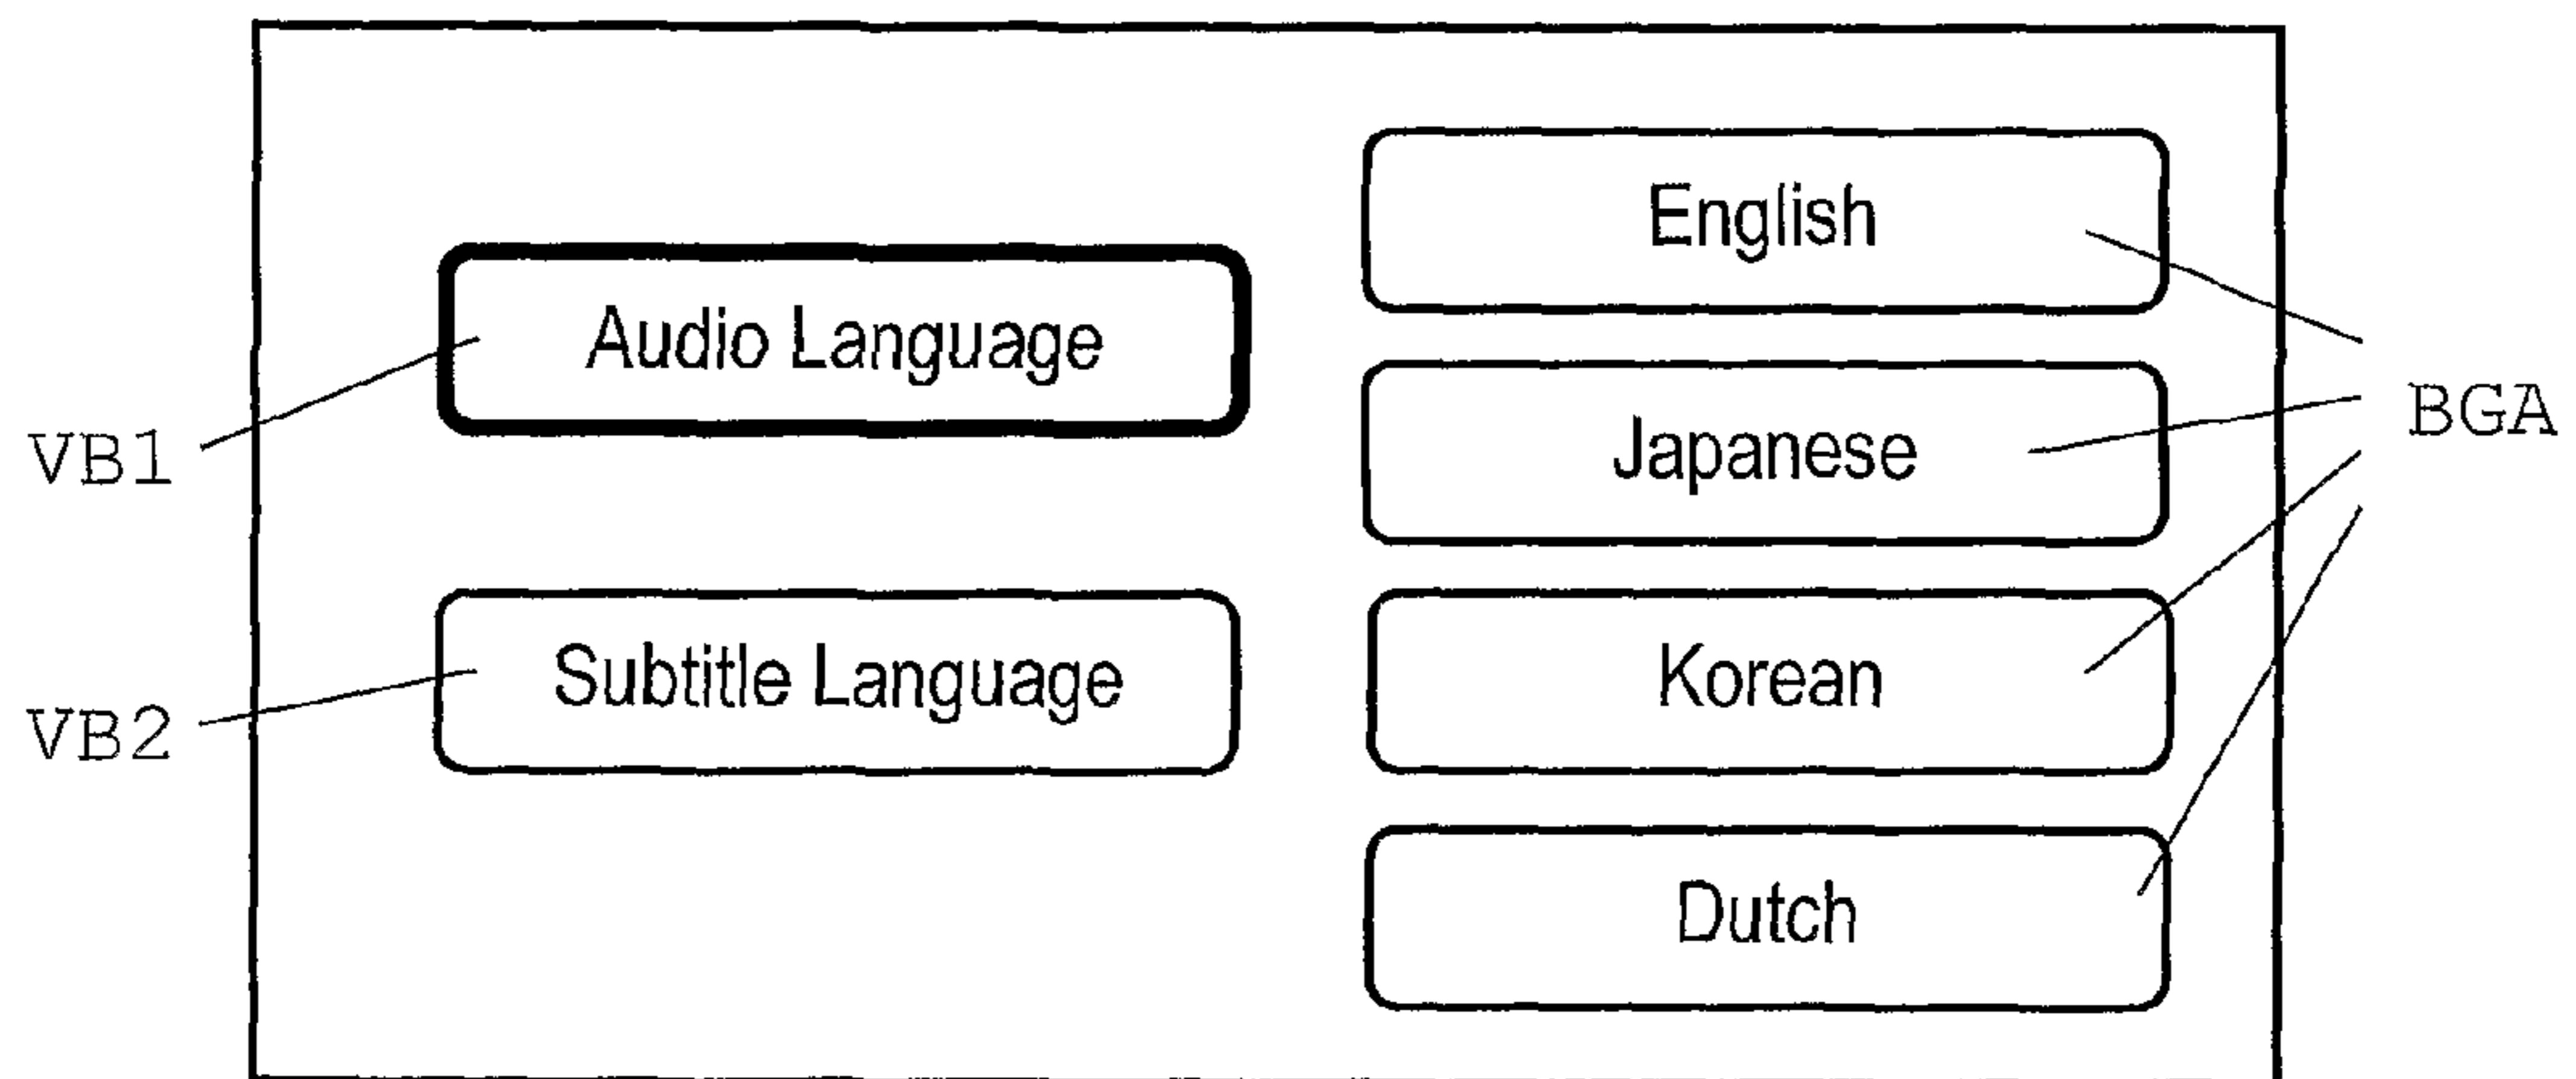 English
Audio Language
Japanese
BGA
VB1
Subtitle Language
Korean
VB2
Dutch